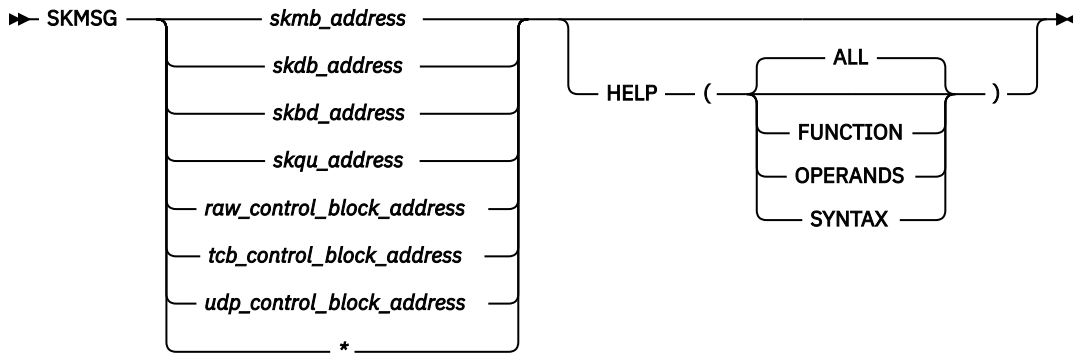 SKMSG skmb_address
skdb_address
skbd_address
skqu_address
raw_control_block_address
tcb_control_block_address
udp_control_block_address
*
HELP ( ALL )
FUNCTION
OPERANDS
SYNTAX